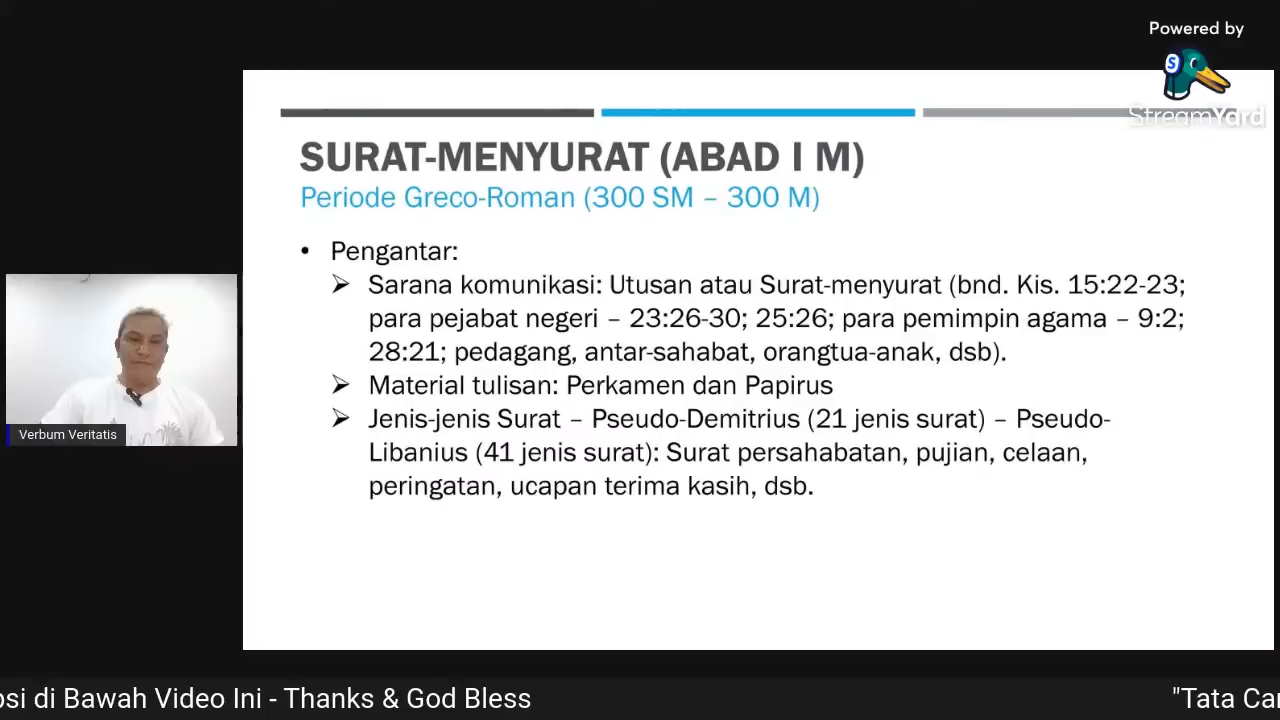 Powered by
StreamYard
SURAT-MENYURAT (ABAD I M)
Periode Greco-Roman (300 SM – 300 M)
• Pengantar:
➢ Sarana komunikasi: Utusan atau Surat-menyurat (bnd. Kis. 15:22-23;
para pejabat negeri – 23:26-30; 25:26; para pemimpin agama – 9:2;
28:21; pedagang, antar-sahabat, orangtua-anak, dsb).
➢ Material tulisan: Perkamen dan Papirus
➢ Jenis-jenis Surat – Pseudo-Demitrius (21 jenis surat) – Pseudo-
Libanius (41 jenis surat): Surat persahabatan, pujian, celaan,
peringatan, ucapan terima kasih, dsb.
Verbum Veritatis
di Bawah Video Ini - Thanks & God Bless
"Tata